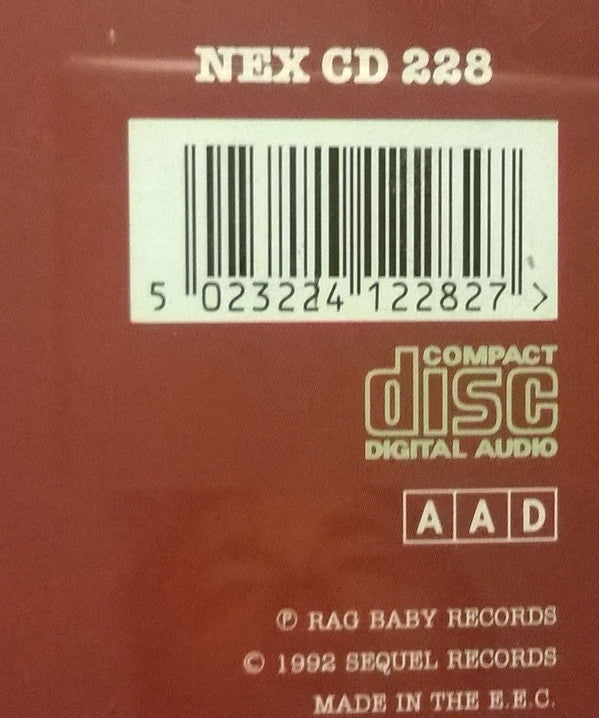 NEX CD 228
5 023224 122827 >
COMPACT
disc
DIGITAL AUDIO
A A D
℗ RAG BABY RECORDS
© 1992 SEQUEL RECORDS
MADE IN THE E.E.C.